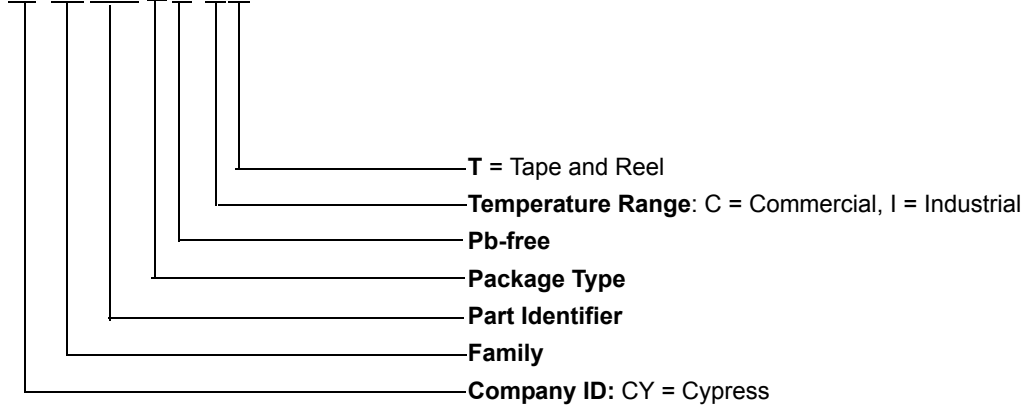 T = Tape and Reel
Temperature Range: C = Commercial, I = Industrial
Pb-free
Package Type
Part Identifier
Family
Company ID: CY = Cypress